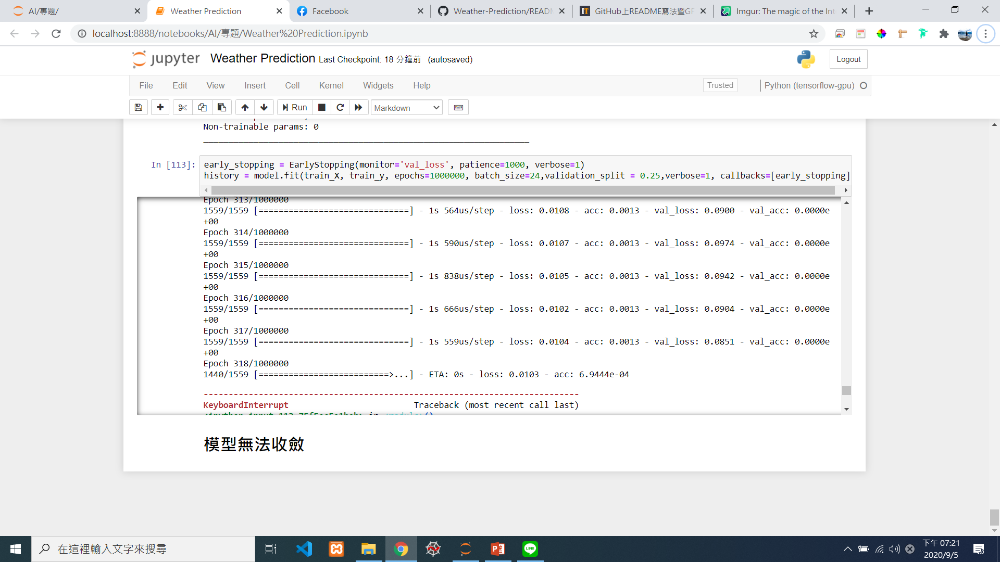 AI/專題/
Weather Prediction
Facebook
Weather-Prediction/READM
GitHub上README寫法暨GF
Imgur: The magic of the Int
localhost:8888/notebooks/AI/專題/Weather%20Prediction.ipynb
jupyter Weather Prediction Last Checkpoint: 18 分鐘前 (autosaved)
Logout
File Edit View Insert Cell Kernel Widgets Help
Trusted Python (tensorflow-gpu)
Run Markdown
Non-trainable params: 0
_________________________________________________________________
In [113]: early_stopping = EarlyStopping(monitor='val_loss', patience=1000, verbose=1)
history = model.fit(train_X, train_y, epochs=1000000, batch_size=24,validation_split = 0.25,verbose=1, callbacks=[early_stopping]
Epoch 313/1000000
1559/1559 [==============================] - 1s 564us/step - loss: 0.0108 - acc: 0.0013 - val_loss: 0.0900 - val_acc: 0.0000e
+00
Epoch 314/1000000
1559/1559 [==============================] - 1s 590us/step - loss: 0.0107 - acc: 0.0013 - val_loss: 0.0974 - val_acc: 0.0000e
+00
Epoch 315/1000000
1559/1559 [==============================] - 1s 838us/step - loss: 0.0105 - acc: 0.0013 - val_loss: 0.0942 - val_acc: 0.0000e
+00
Epoch 316/1000000
1559/1559 [==============================] - 1s 666us/step - loss: 0.0102 - acc: 0.0013 - val_loss: 0.0904 - val_acc: 0.0000e
+00
Epoch 317/1000000
1559/1559 [==============================] - 1s 559us/step - loss: 0.0104 - acc: 0.0013 - val_loss: 0.0851 - val_acc: 0.0000e
+00
Epoch 318/1000000
1440/1559 [==========================>...] - ETA: 0s - loss: 0.0103 - acc: 6.9444e-04
---------------------------------------------------------------------------
KeyboardInterrupt Traceback (most recent call last)
模型無法收斂
在這裡輸入文字來搜尋
下午 07:21
2020/9/5